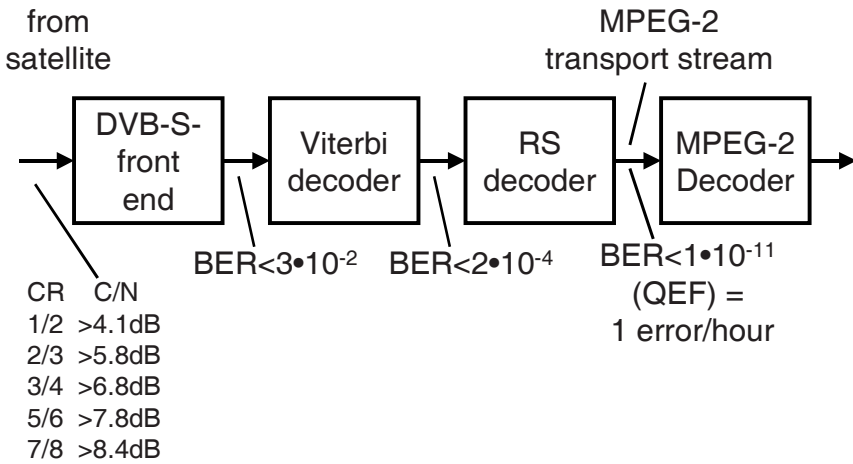 from
satellite
MPEG-2
transport stream
DVB-S-
front
end
Viterbi
decoder
RS
decoder
MPEG-2
Decoder
BER<3•10⁻²
BER<2•10⁻⁴
BER<1•10⁻¹¹
(QEF) =
1 error/hour
CR C/N
1/2 >4.1dB
2/3 >5.8dB
3/4 >6.8dB
5/6 >7.8dB
7/8 >8.4dB